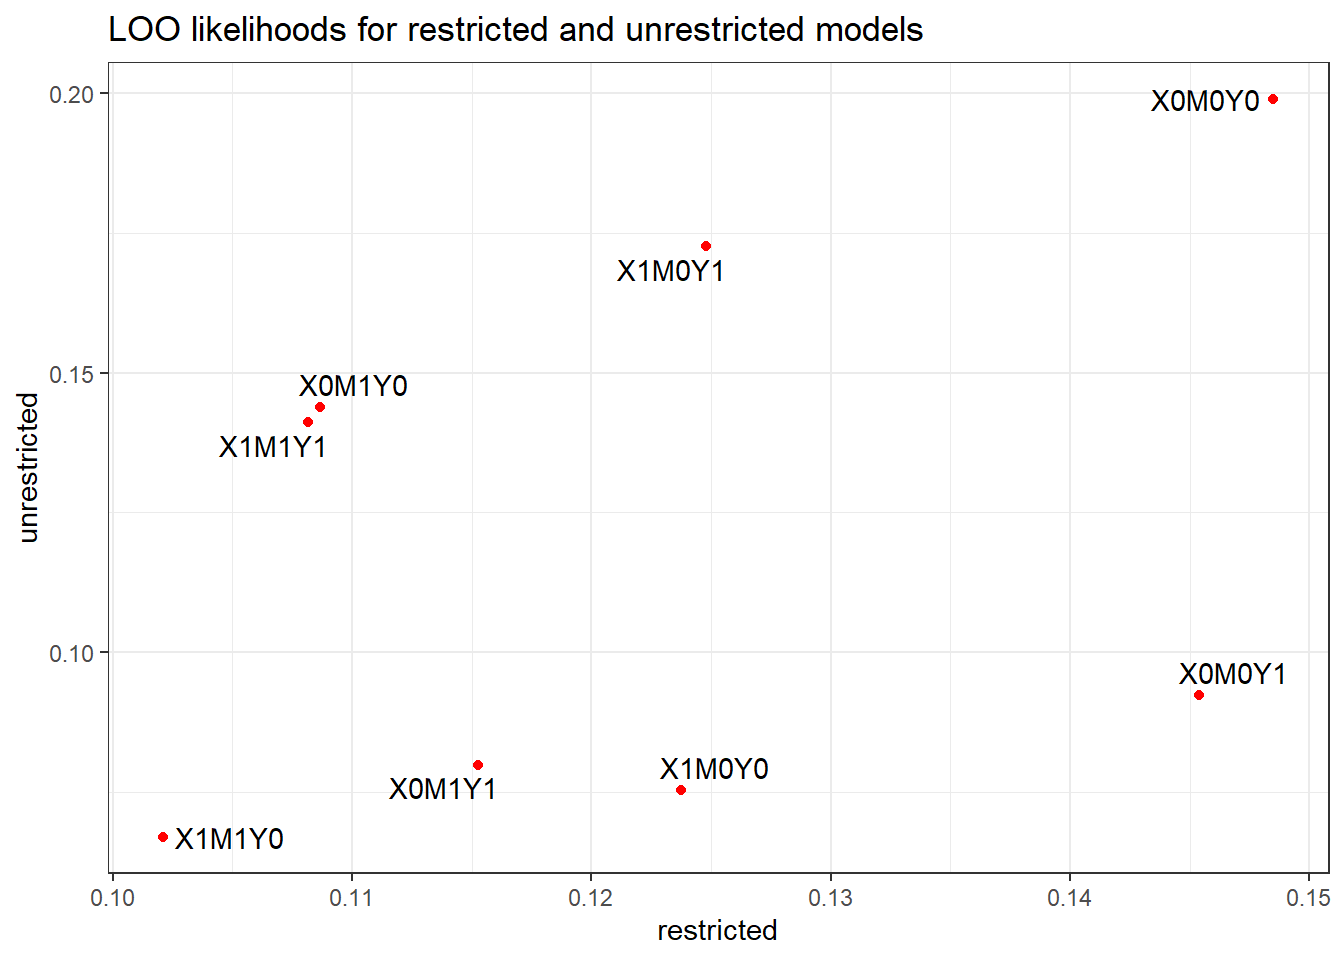 LOO likelihoods for restricted and unrestricted models
0.20
X0M0Y0
X1M0Y1
0.15
X0M1Y0
X1M1Y1
unrestricted
0.10
X0M0Y1
X1M0Y0
X0M1Y1
X1M1Y0
0.10 0.11 0.12 0.13 0.14 0.15
restricted